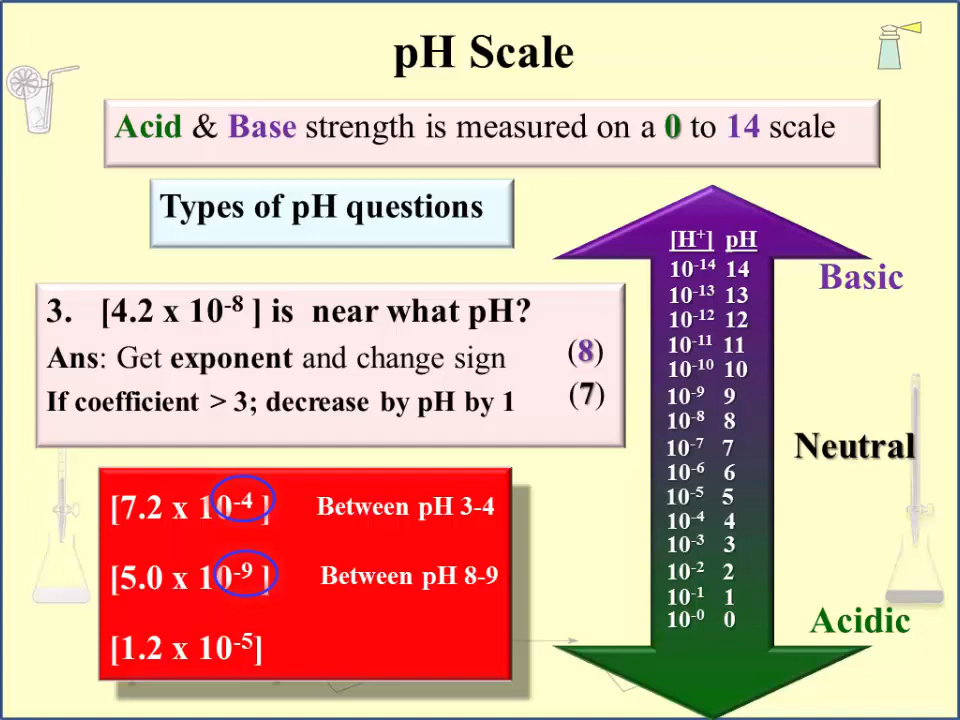 pH Scale
Acid & Base strength is measured on a 0 to 14 scale
Types of pH questions
3. [4.2 x 10⁻⁸ ] is near what pH?
Ans: Get exponent and change sign (8)
If coefficient > 3; decrease by pH by 1 (7)
[7.2 x 10⁻⁴ ] Between pH 3-4
[5.0 x 10⁻⁹ ] Between pH 8-9
[1.2 x 10⁻⁵]
[H⁺] pH
10⁻¹⁴ 14
10⁻¹³ 13
10⁻¹² 12
10⁻¹¹ 11
10⁻¹⁰ 10
10⁻⁹ 9
10⁻⁸ 8
10⁻⁷ 7
10⁻⁶ 6
10⁻⁵ 5
10⁻⁴ 4
10⁻³ 3
10⁻² 2
10⁻¹ 1
10⁻⁰ 0
Basic
Neutral
Acidic